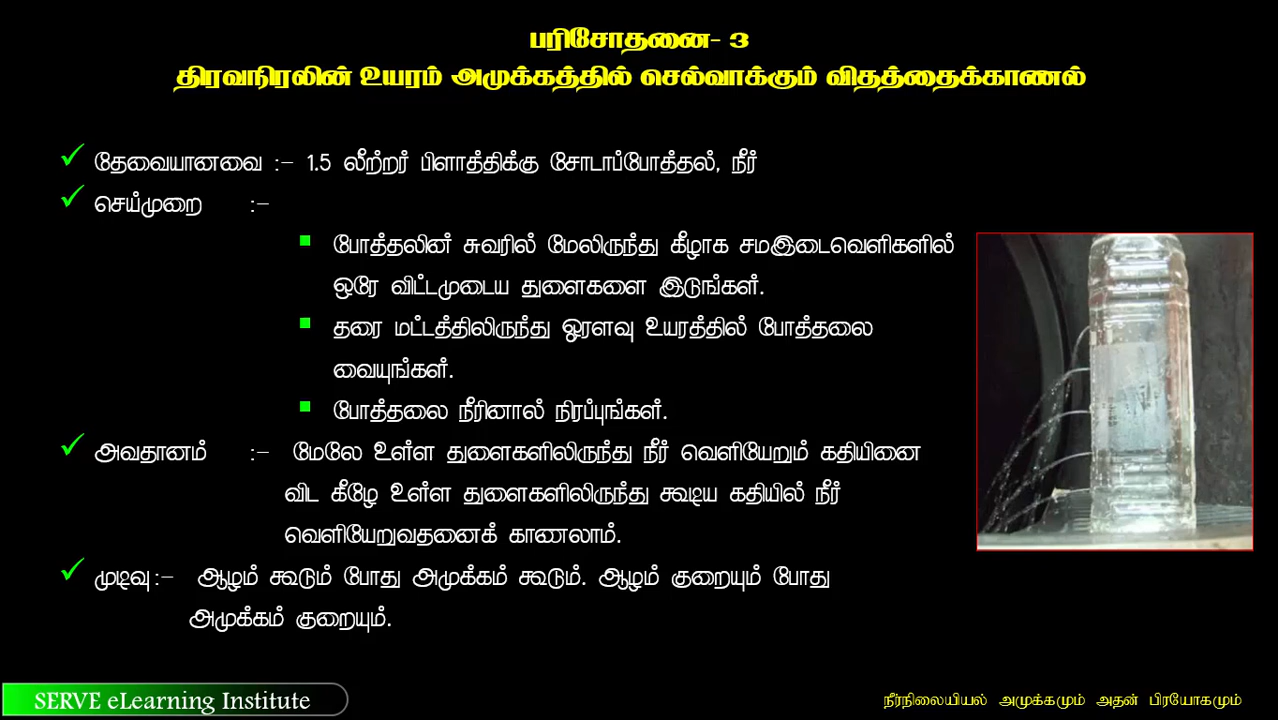 பரிசோதனை- 3
திரவநிரலின் உயரம் அமுக்கத்தில் செல்வாக்கும் விதத்தைக்காணல்
தேவையானவை :- 1.5 லீற்றர் பிளாத்திக்கு சோடாப்போத்தல், நீர்
செய்முறை :-
போத்தலின் சுவரில் மேலிருந்து கீழாக சமஇடைவெளிகளில்
ஒரே விட்டமுடைய துளைகளை இடுங்கள்.
தரை மட்டத்திலிருந்து ஓரளவு உயரத்தில் போத்தலை
வையுங்கள்.
போத்தலை நீரினால் நிரப்புங்கள்.
அவதானம் :- மேலே உள்ள துளைகளிலிருந்து நீர் வெளியேறும் கதியினை
விட கீழே உள்ள துளைகளிலிருந்து கூடிய கதியில் நீர்
வெளியேறுவதனைக் காணலாம்.
முடிவு:- ஆழம் கூடும் போது அமுக்கம் கூடும். ஆழம் குறையும் போது
அமுக்கம் குறையும்.
SERVE eLearning Institute
நீர்நிலையியல் அமுக்கமும் அதன் பிரயோகமும்